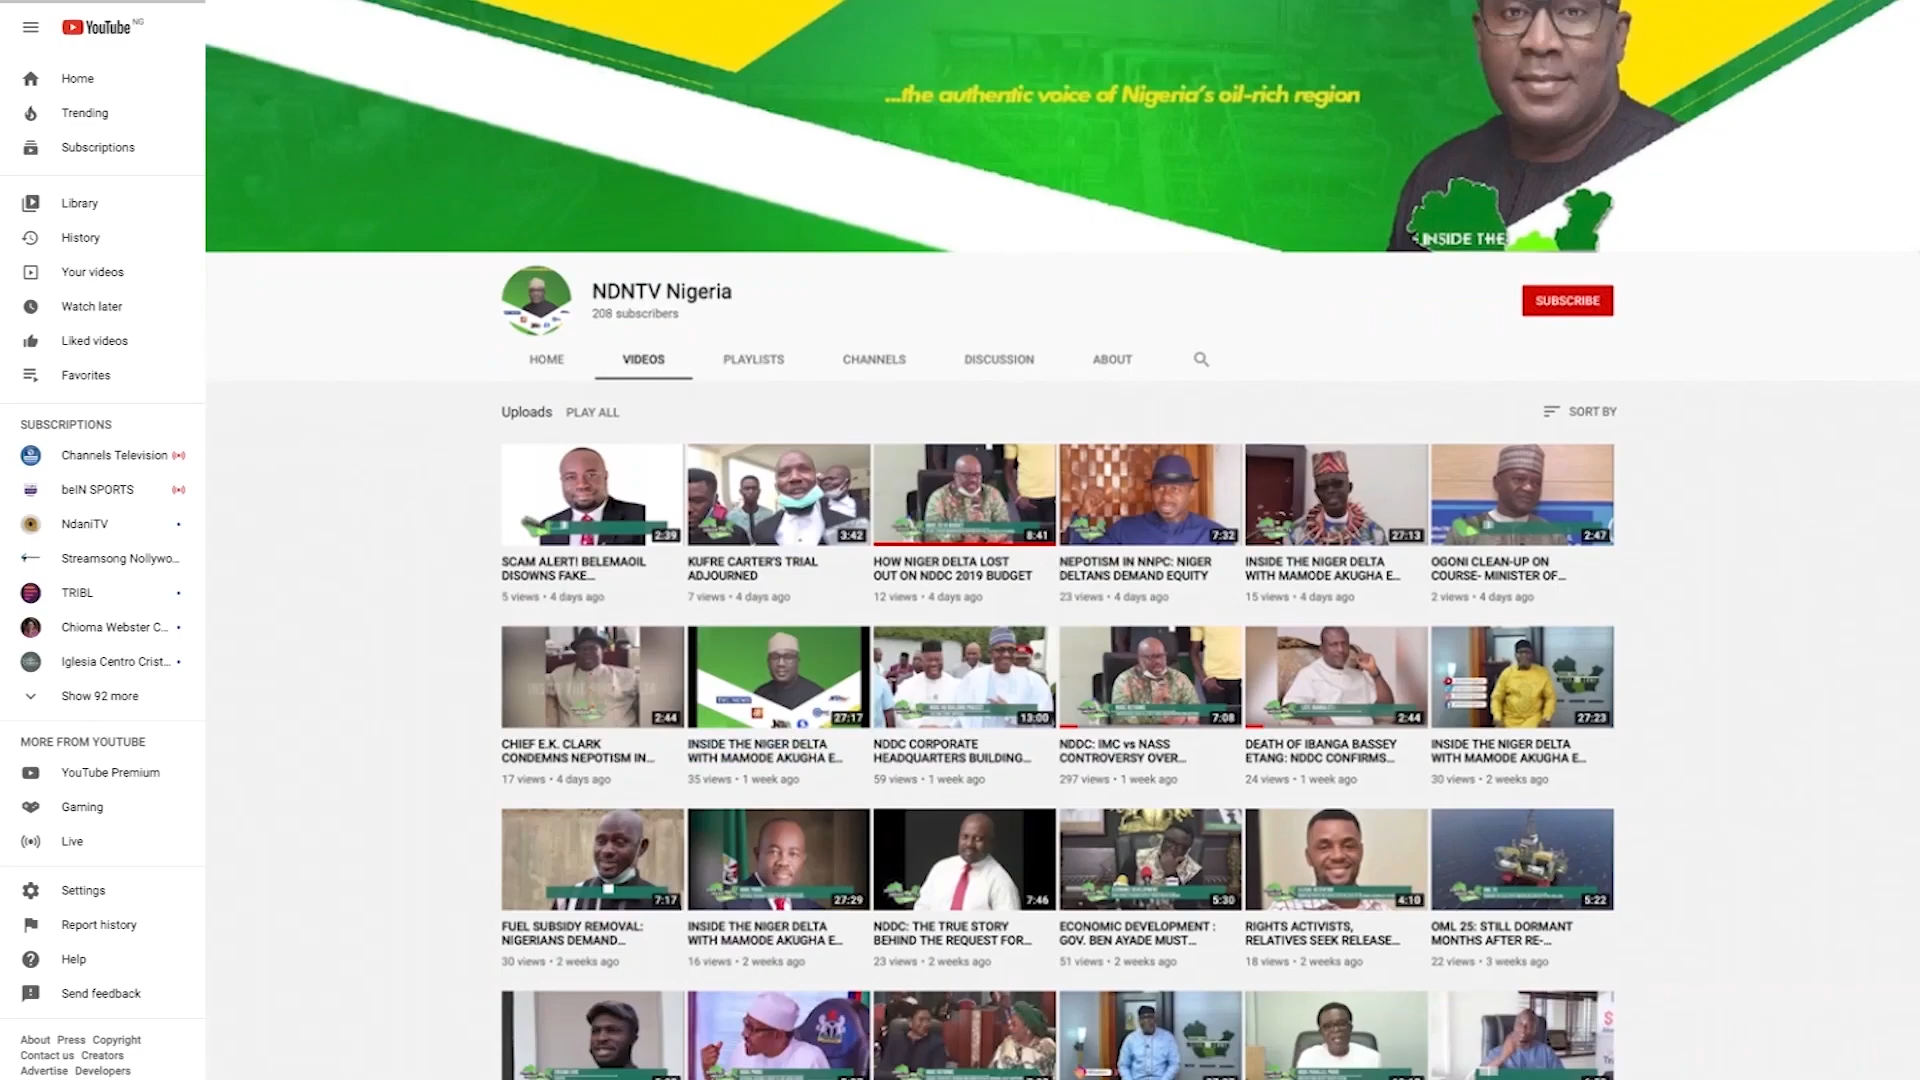 YouTube NG
Home
Trending
Subscriptions
Library
History
Your videos
Watch later
Liked videos
Favorites
SUBSCRIPTIONS
Channels Television
beIN SPORTS
NdaniTV
Streamsong Nollywo...
TRIBL
Chioma Webster C...
Iglesia Centro Crist...
Show 92 more
MORE FROM YOUTUBE
YouTube Premium
Gaming
Live
Settings
Report history
Help
Send feedback
About Press Copyright
Contact us Creators
Advertise Developers
...the authentic voice of Nigeria's oil-rich region
INSIDE THE
NDNTV Nigeria
208 subscribers
SUBSCRIBE
HOME VIDEOS PLAYLISTS CHANNELS DISCUSSION ABOUT
Uploads PLAY ALL
SORT BY
2:39
SCAM ALERT! BELEMAOIL
DISOWNS FAKE...
5 views • 4 days ago
3:42
KUFRE CARTER'S TRIAL
ADJOURNED
7 views • 4 days ago
8:41
HOW NIGER DELTA LOST
OUT ON NDDC 2019 BUDGET
12 views • 4 days ago
7:32
NEPOTISM IN NNPC: NIGER
DELTANS DEMAND EQUITY
23 views • 4 days ago
27:13
INSIDE THE NIGER DELTA
WITH MAMODE AKUGHA E...
15 views • 4 days ago
2:47
OGONI CLEAN-UP ON
COURSE- MINISTER OF...
2 views • 4 days ago
2:44
CHIEF E.K. CLARK
CONDEMNS NEPOTISM IN...
17 views • 4 days ago
27:17
INSIDE THE NIGER DELTA
WITH MAMODE AKUGHA E...
35 views • 1 week ago
13:00
NDDC CORPORATE
HEADQUARTERS BUILDING...
59 views • 1 week ago
7:08
NDDC: IMC vs NASS
CONTROVERSY OVER...
297 views • 1 week ago
2:44
DEATH OF IBANGA BASSEY
ETANG: NDDC CONFIRMS...
24 views • 1 week ago
27:23
INSIDE THE NIGER DELTA
WITH MAMODE AKUGHA E...
30 views • 2 weeks ago
7:17
FUEL SUBSIDY REMOVAL:
NIGERIANS DEMAND...
30 views • 2 weeks ago
27:29
INSIDE THE NIGER DELTA
WITH MAMODE AKUGHA E...
16 views • 2 weeks ago
7:46
NDDC: THE TRUE STORY
BEHIND THE REQUEST FOR...
23 views • 2 weeks ago
5:30
ECONOMIC DEVELOPMENT :
GOV. BEN AYADE MUST...
51 views • 2 weeks ago
4:10
RIGHTS ACTIVISTS,
RELATIVES SEEK RELEASE...
18 views • 2 weeks ago
5:22
OML 25: STILL DORMANT
MONTHS AFTER RE-...
22 views • 3 weeks ago